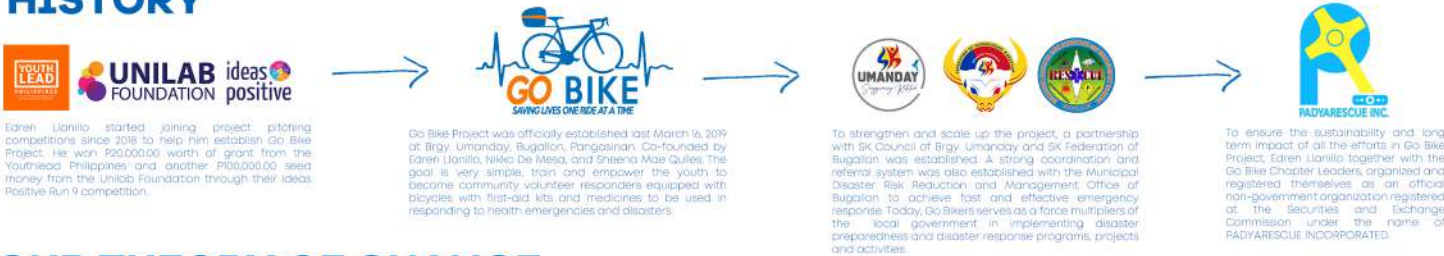 HISTORY
YOUTH
LEAD
PHILIPPINES
UNILAB
FOUNDATION
ideas
positive
Edren Llanillo started joining project pitching
competitions since 2018 to help him establish Go Bike
Project. He won P20,000.00 worth of grant from the
Youthlead Philippines and another P100,000.00 seed
money from the Unilab Foundation through their Ideas
Positive Run 9 competition.
GO BIKE
SAVING LIVES ONE RIDE AT A TIME
Go Bike Project was officially established last March 16, 2019
at Brgy. Umanday, Bugallon, Pangasinan. Co-founded by
Edren Llanillo, Nikko De Mesa, and Sheena Mae Quiles. The
goal is very simple, train and empower the youth to
become community volunteer responders equipped with
bicycles with first-aid kits and medicines to be used in
responding to health emergencies and disasters.
UMANDAY
RESCUE
To strengthen and scale up the project, a partnership
with SK Council of Brgy. Umanday and SK Federation of
Bugallon was established. A strong coordination and
referral system was also established with the Municipal
Disaster Risk Reduction and Management Office of
Bugallon to achieve fast and effective emergency
response. Today, Go Bikers serves as a force multipliers of
the local government in implementing disaster
preparedness and disaster response programs, projects
and activities.
PADYARESCUE INC.
To ensure the sustainability and long
term impact of all the efforts in Go Bike
Project, Edren Llanillo together with the
Go Bike Chapter Leaders, organized and
registered themselves as an official
non-government organization registered
at the Securities and Exchange
Commission under the name of
PADYARESCUE INCORPORATED.